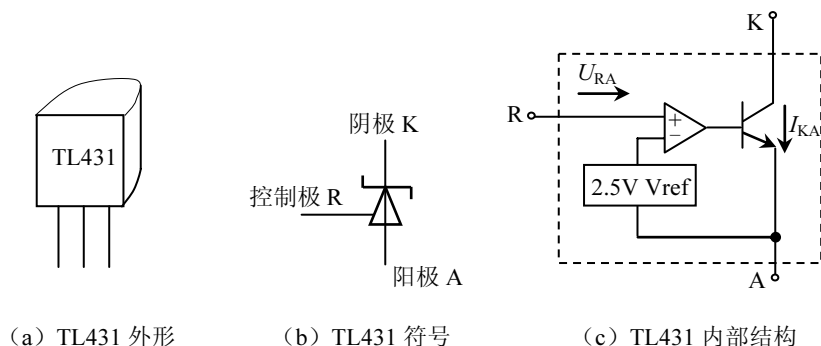 TL431
阴极 K
控制极 R
阳极 A
K
U_RA
R
+
−
I_KA
2.5V Vref
A
（a）TL431 外形
（b）TL431 符号
（c）TL431 内部结构